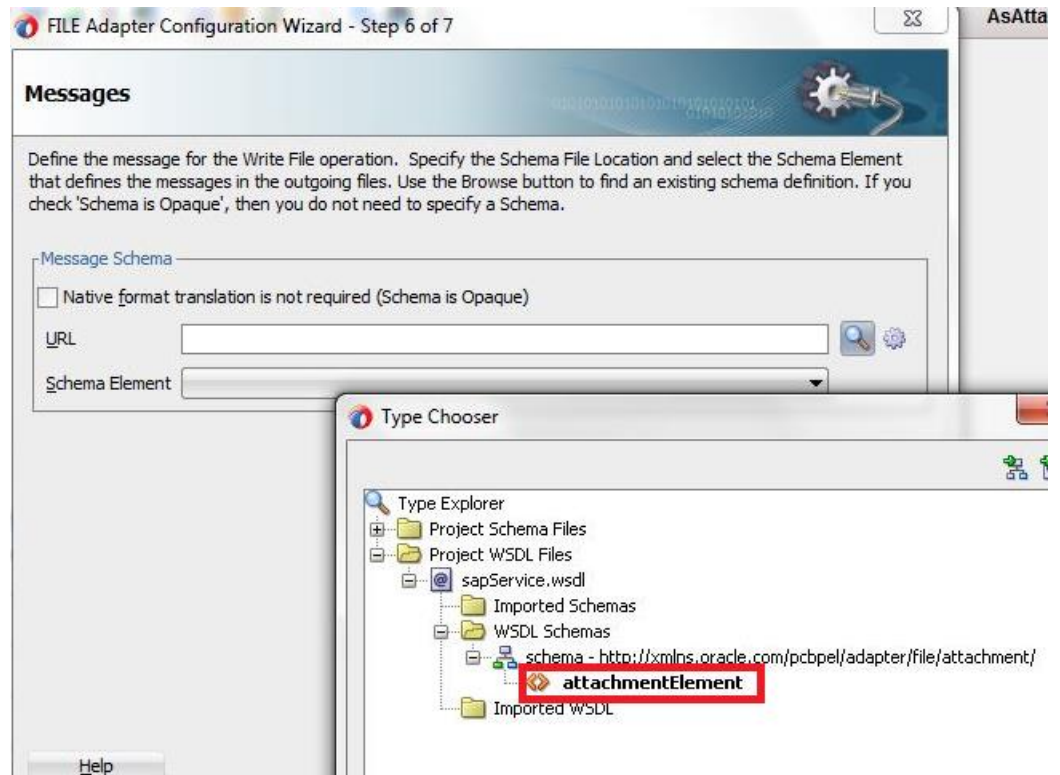 FILE Adapter Configuration Wizard - Step 6 of 7
Messages
Define the message for the Write File operation. Specify the Schema File Location and select the Schema Element
that defines the messages in the outgoing files. Use the Browse button to find an existing schema definition. If you
check 'Schema is Opaque', then you do not need to specify a Schema.
Message Schema
Native format translation is not required (Schema is Opaque)
URL
Schema Element
Type Chooser
Type Explorer
Project Schema Files
Project WSDL Files
sapService.wsdl
Imported Schemas
WSDL Schemas
schema - http://xmlns.oracle.com/pcbpel/adapter/file/attachment/
attachmentElement
Imported WSDL
Help
AsAtta